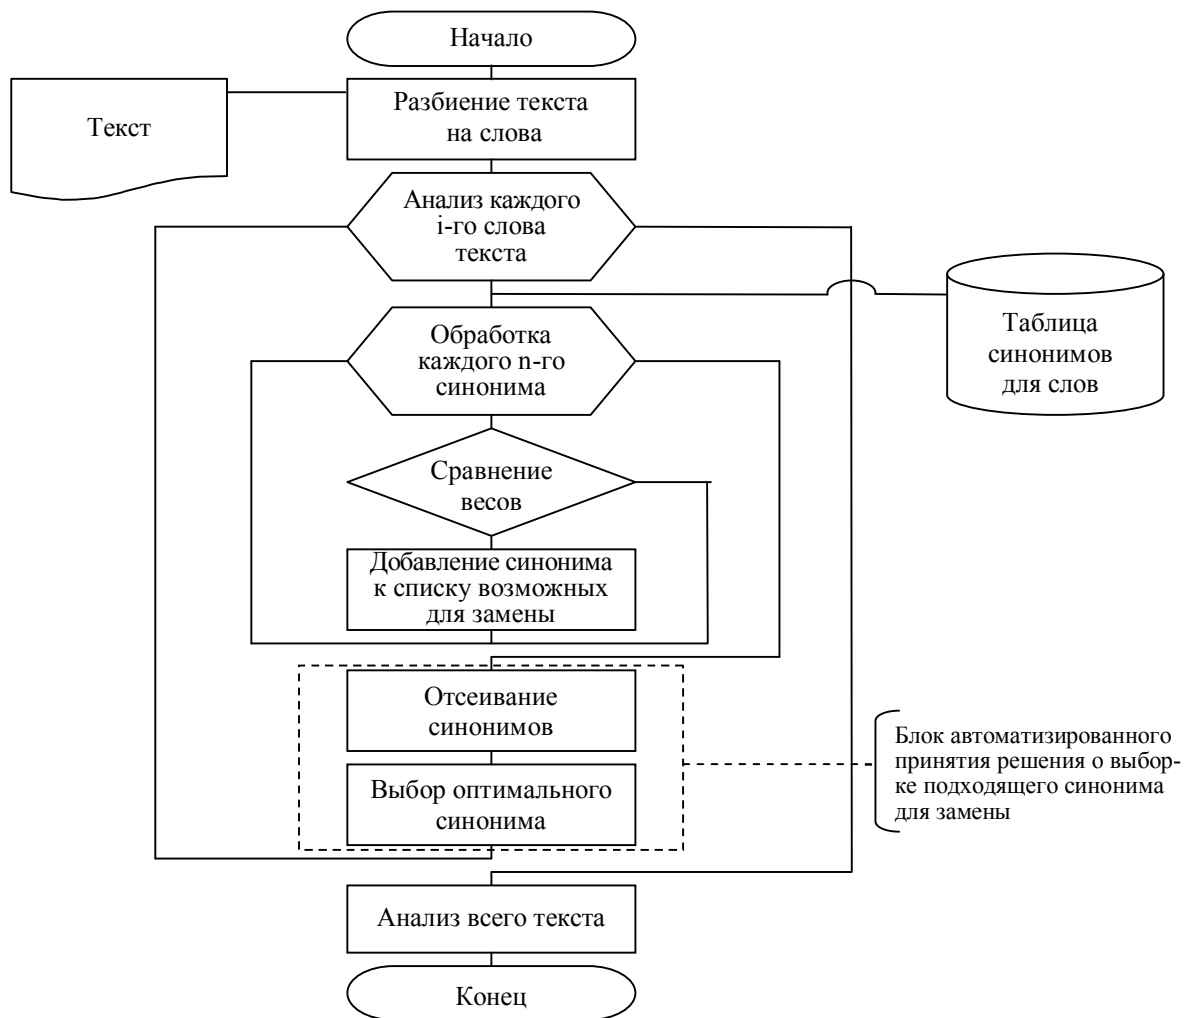 Начало
Текст
Разбиение текста
на слова
Анализ каждого
i-го слова
текста
Таблица
синонимов
для слов
Обработка
каждого n-го
синонима
Сравнение
весов
Добавление синонима
к списку возможных
для замены
Отсеивание
синонимов
Выбор оптимального
синонима
Блок автоматизированного
принятия решения о выбор-
ке подходящего синонима
для замены
Анализ всего текста
Конец